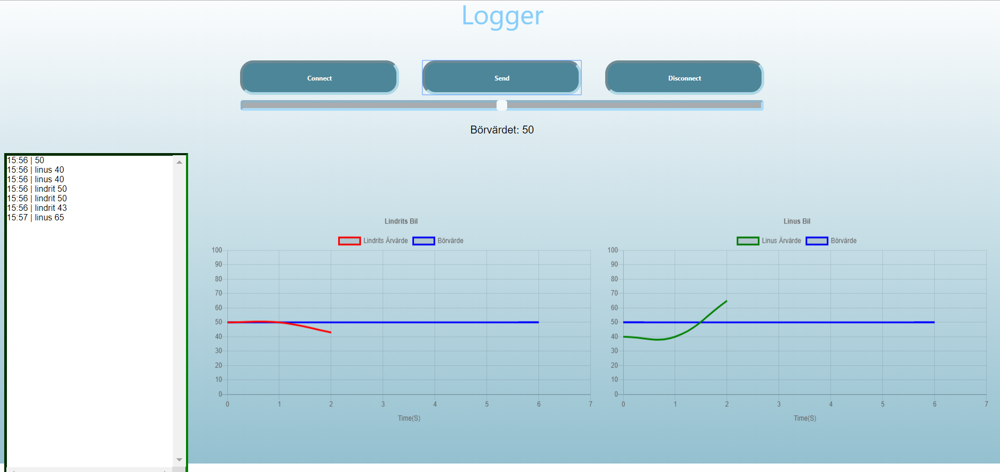 Logger
Connect Send Disconnect
Börvärdet: 50
15:56 | 50
15:56 | linus 40
15:56 | linus 40
15:56 | lindrit 50
15:56 | lindrit 50
15:56 | lindrit 43
15:57 | linus 65
Lindrits Bil
Lindrits Ärvärde Börvärde
100
90
80
70
60
50
40
30
20
10
0
0 1 2 3 4 5 6 7
Time(S)
Linus Bil
Linus Ärvärde Börvärde
100
90
80
70
60
50
40
30
20
10
0
0 1 2 3 4 5 6 7
Time(S)